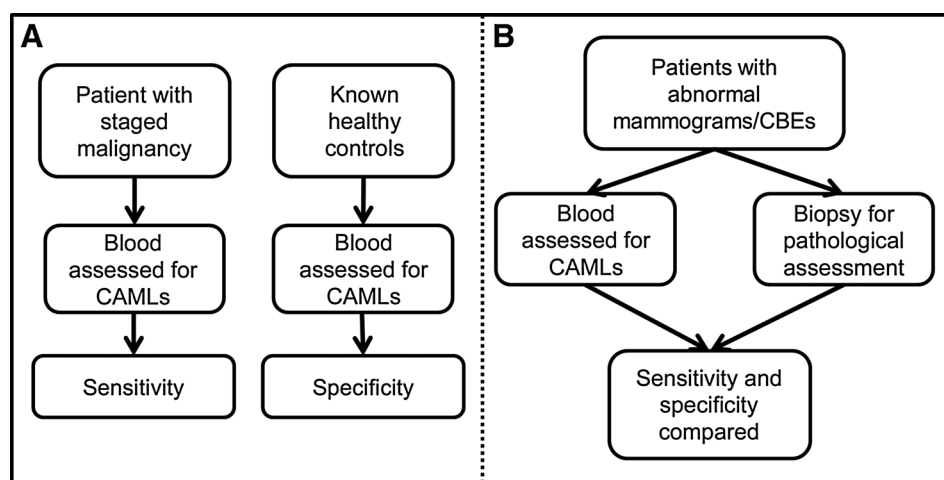 A
Patient with
staged
malignancy
Known
healthy
controls
Blood
assessed for
CAMLs
Blood
assessed for
CAMLs
Sensitivity
Specificity
B
Patients with
abnormal
mammograms/CBEs
Blood
assessed for
CAMLs
Biopsy for
pathological
assessment
Sensitivity and
specificity
compared